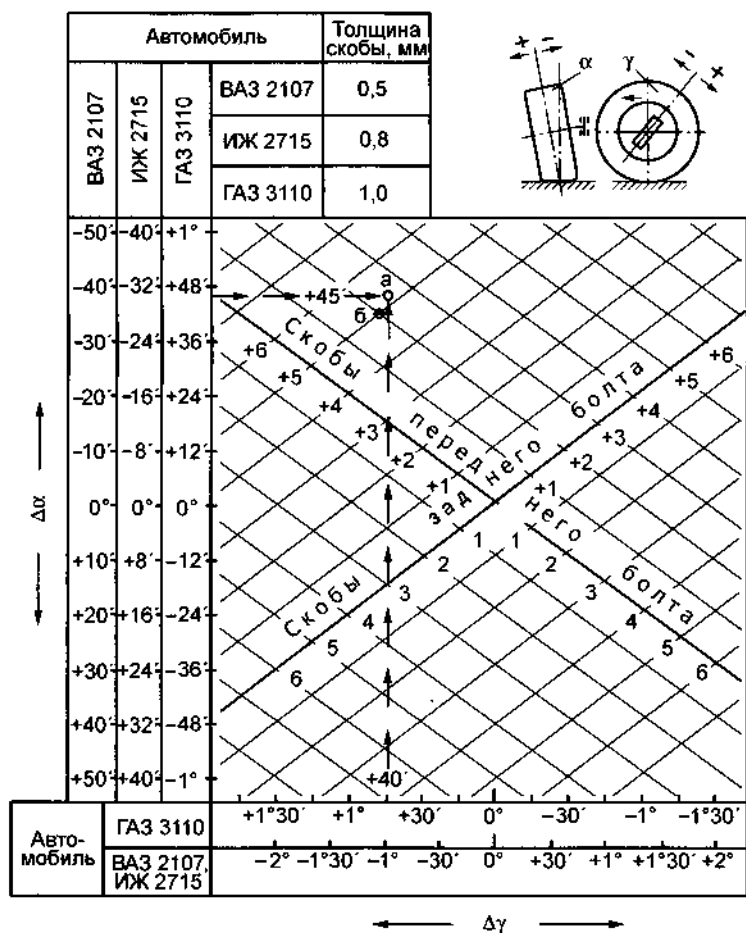 Автомобиль
Толщина скобы, мм
ВАЗ 2107
ИЖ 2715
ГАЗ 3110
ВАЗ 2107 0,5
ИЖ 2715 0,8
ГАЗ 3110 1,0
+ - α γ - +
-50′ -40′ +1°
-40′ -32′ +48′
-30′ -24′ +36′
-20′ -16′ +24′
-10′ -8′ +12′
0° 0° 0°
+10′ +8′ -12′
+20′ +16′ -24′
+30′ +24′ -36′
+40′ +32′ -48′
+50′ +40′ -1°
Δα
+45′
а
б
Скобы переднего болта
+6 +5 +4 +3 +2 +1
1 2 3 4 5 6
Скобы заднего болта
+6 +5 +4 +3 +2 +1
1 2 3 4 5 6
+40′
Автомобиль
ГАЗ 3110 +1°30′ +1° +30′ 0° -30′ -1° -1°30′
ВАЗ 2107, ИЖ 2715 -2° -1°30′ -1° -30′ 0° +30′ +1° +1°30′ +2°
Δγ